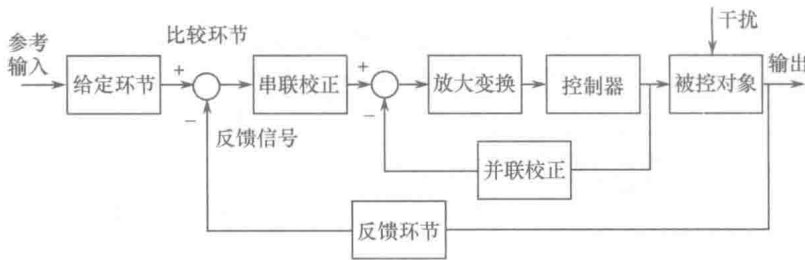 干扰
比较环节
参考
输入
输出
+
+
给定环节
串联校正
放大变换
控制器
被控对象
−
−
反馈信号
并联校正
反馈环节